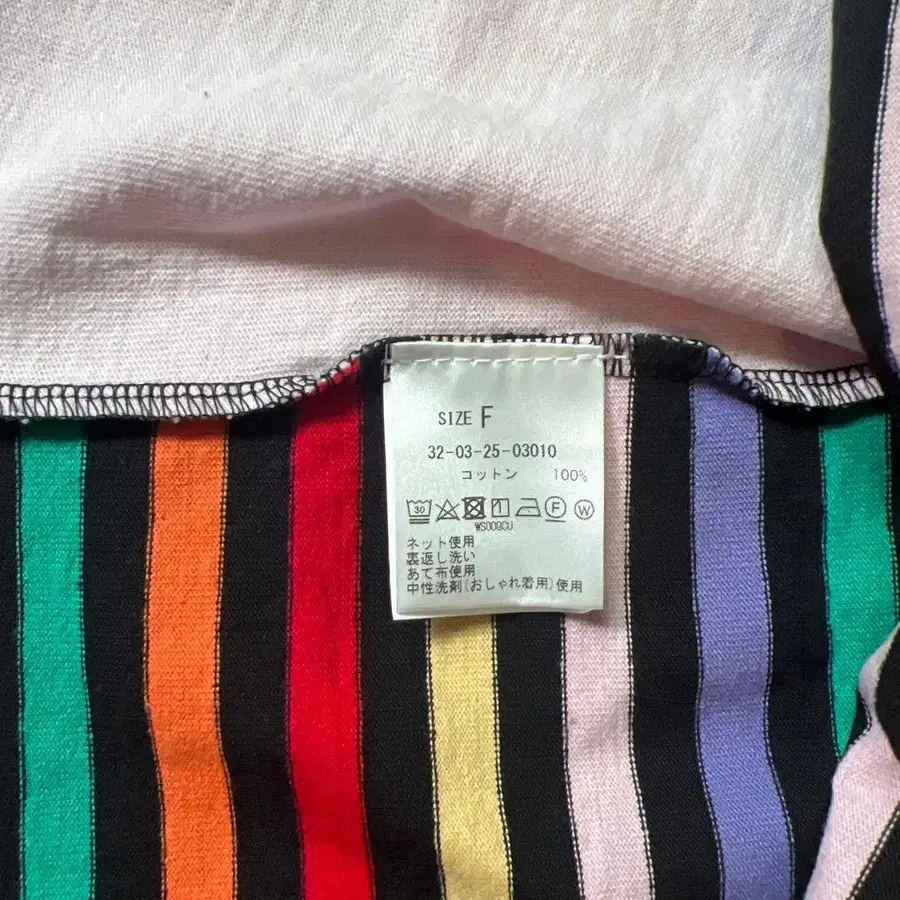 SIZE F
32-03-25-03010
コットン 100%
30 1 F W
WS009CU
ネット使用
裏返し洗い
あて布使用
中性洗剤(おしゃれ着用)使用